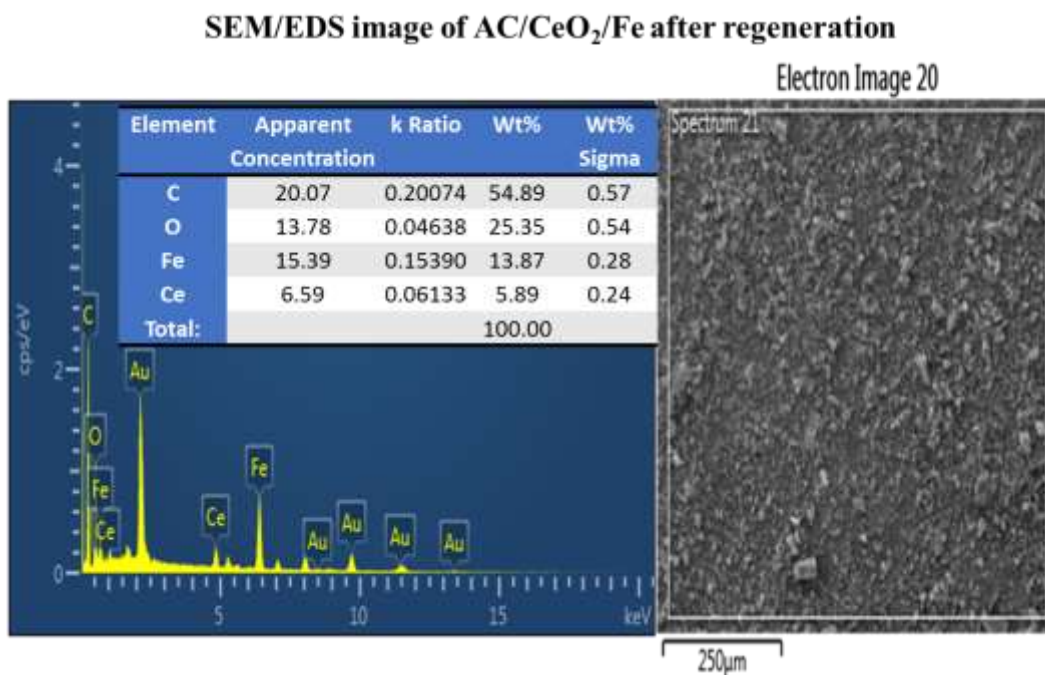 SEM/EDS image of AC/CeO₂/Fe after regeneration
Electron Image 20
Element Apparent Concentration k Ratio Wt% Wt% Sigma
C 20.07 0.20074 54.89 0.57
O 13.78 0.04638 25.35 0.54
Fe 15.39 0.15390 13.87 0.28
Ce 6.59 0.06133 5.89 0.24
Total: 100.00
Spectrum 21
cps/eV
4
2
0
C
O
Fe
Ce
Au
Ce
Fe
Au
Au
Au
Au
5
10
15
keV
250μm